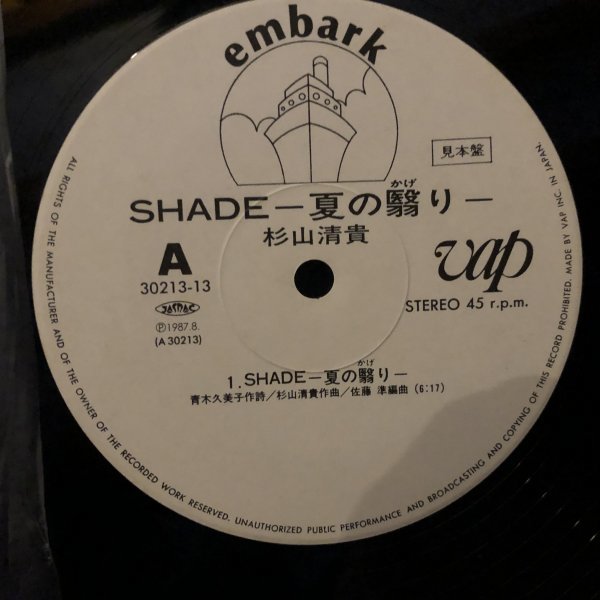 embark
見本盤
SHADE－夏の翳り－
かげ
杉山清貴
A
30213-13
vap
STEREO 45 r.p.m.
℗1987.8.
(A 30213)
1. SHADE－夏の翳り－
かげ
青木久美子作詩／杉山清貴作曲／佐藤 準編曲 (6:17)
ALL RIGHTS OF THE MANUFACTURER AND OF THE OWNER OF THE RECORDED WORK RESERVED. UNAUTHORIZED PUBLIC PERFORMANCE AND BROADCASTING AND COPYING OF THIS RECORD PROHIBITED. MADE BY VAP INC. IN JAPAN.